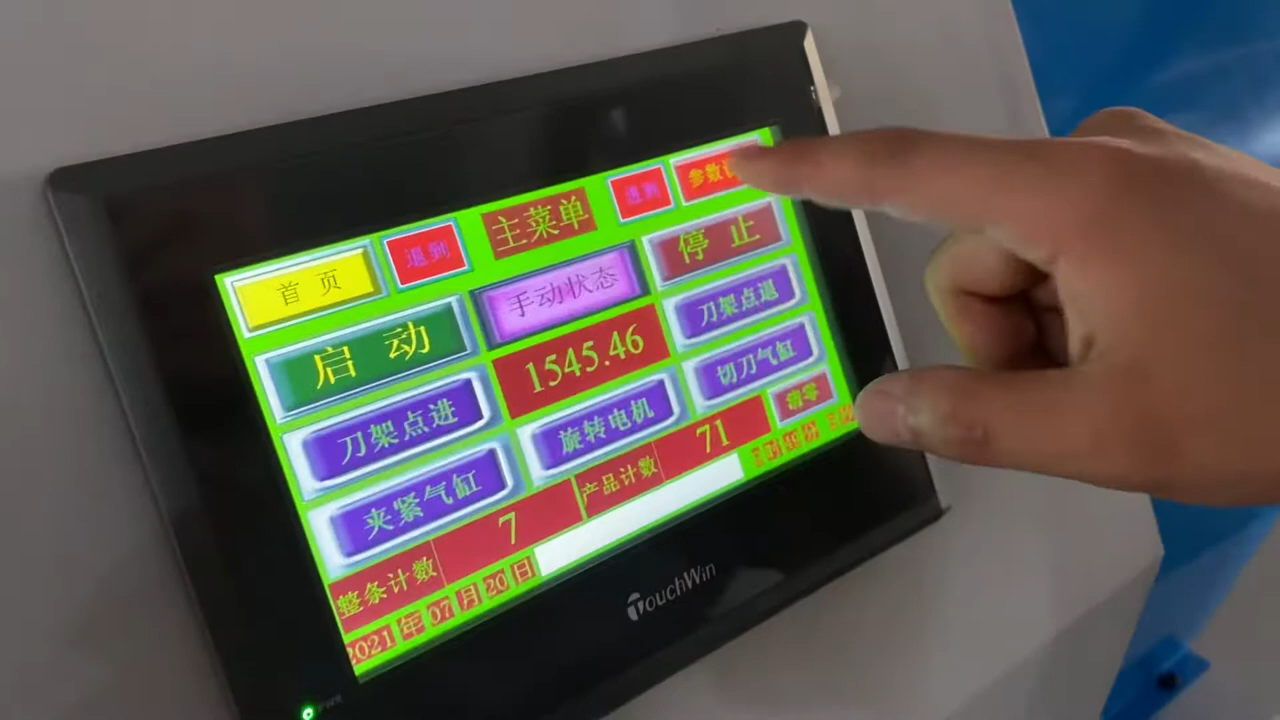 首页
退到
主菜单
进到
参数
启动
手动状态
停止
1545.46
刀架点退
刀架点进
旋转电机
切刀气缸
夹紧气缸
清零
整条计数
7
产品计数
71
2021年07月20日
TouchWin
PWR